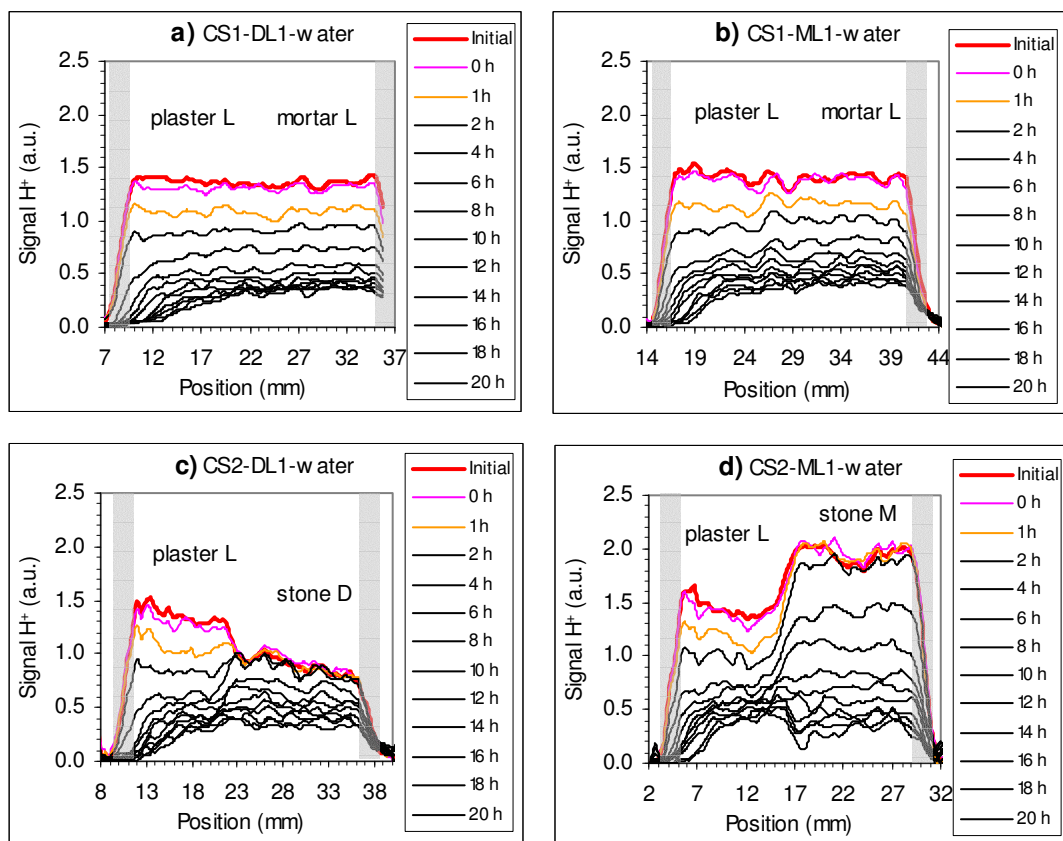 a) CS1-DL1-water
Signal H⁺ (a.u.)
2.5
2.0
1.5
1.0
0.5
0.0
plaster L
mortar L
7
12
17
22
27
32
37
Position (mm)
Initial
0 h
1h
2 h
4 h
6 h
8 h
10 h
12 h
14 h
16 h
18 h
20 h
b) CS1-ML1-water
Signal H⁺ (a.u.)
2.5
2.0
1.5
1.0
0.5
0.0
plaster L
mortar L
14
19
24
29
34
39
44
Position (mm)
Initial
0 h
1h
2 h
4 h
6 h
8 h
10 h
12 h
14 h
16 h
18 h
20 h
c) CS2-DL1-water
Signal H⁺ (a.u.)
2.5
2.0
1.5
1.0
0.5
0.0
plaster L
stone D
8
13
18
23
28
33
38
Position (mm)
Initial
0 h
1h
2 h
4 h
6 h
8 h
10 h
12 h
14 h
16 h
18 h
20 h
d) CS2-ML1-water
Signal H⁺ (a.u.)
2.5
2.0
1.5
1.0
0.5
0.0
stone M
plaster L
2
7
12
17
22
27
32
Position (mm)
Initial
0 h
1h
2 h
4 h
6 h
8 h
10 h
12 h
14 h
16 h
18 h
20 h